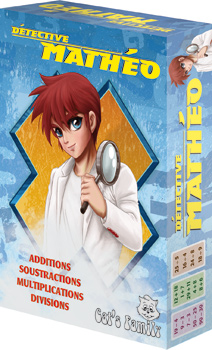 DÉTECTIVE
MATHÉO
ADDITIONS
SOUSTRACTIONS
MULTIPLICATIONS
DIVISIONS
Cat's Family
DÉTECTIVE
MATHÉO